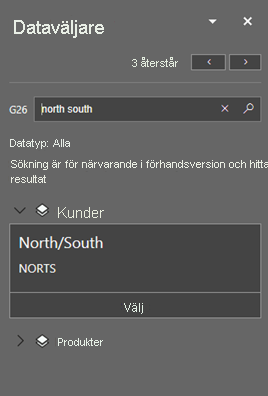 Dataväljare
3 återstår
G26 north south
Datatyp: Alla
Sökning är för närvarande i förhandsversion och hitta
resultat
Kunder
North/South
NORTS
Välj
Produkter